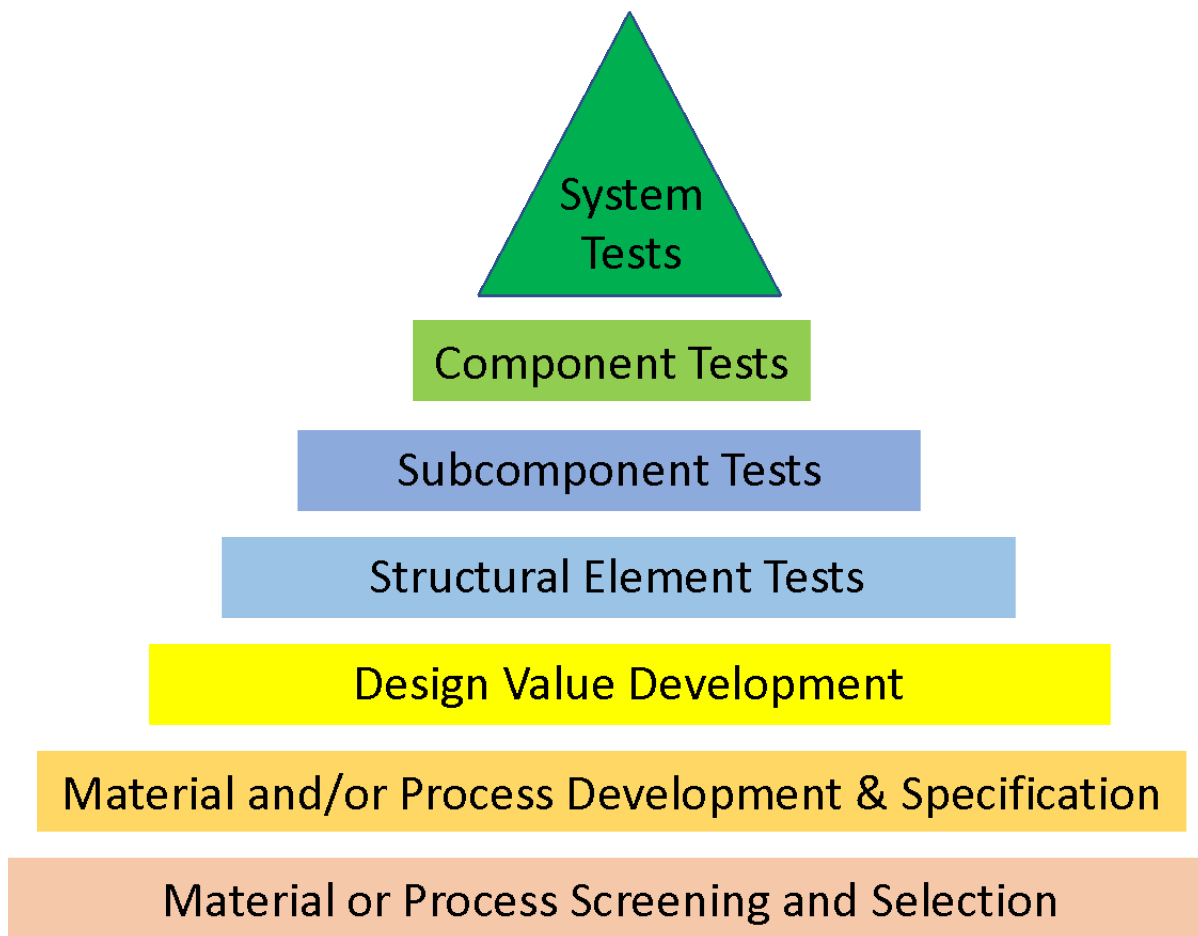 System
Tests
Component Tests
Subcomponent Tests
Structural Element Tests
Design Value Development
Material and/or Process Development & Specification
Material or Process Screening and Selection